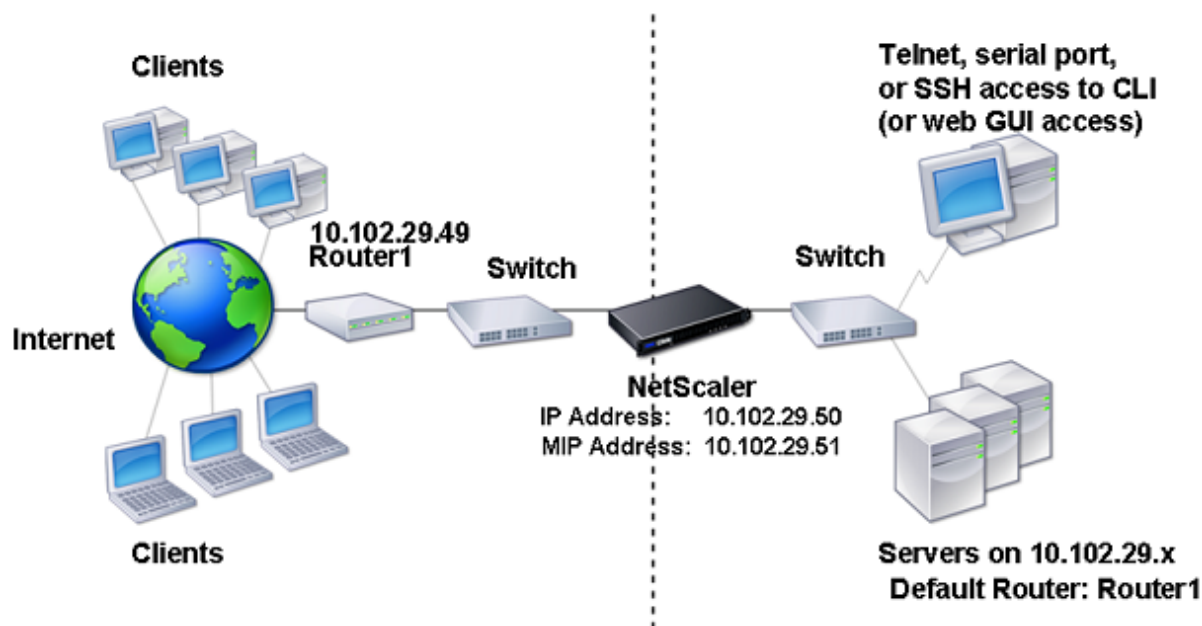 Clients
Telnet, serial port,
or SSH access to CLI
(or web GUI access)
10.102.29.49
Router1
Switch
Switch
Internet
NetScaler
IP Address: 10.102.29.50
MIP Address: 10.102.29.51
Clients
Servers on 10.102.29.x
Default Router: Router1